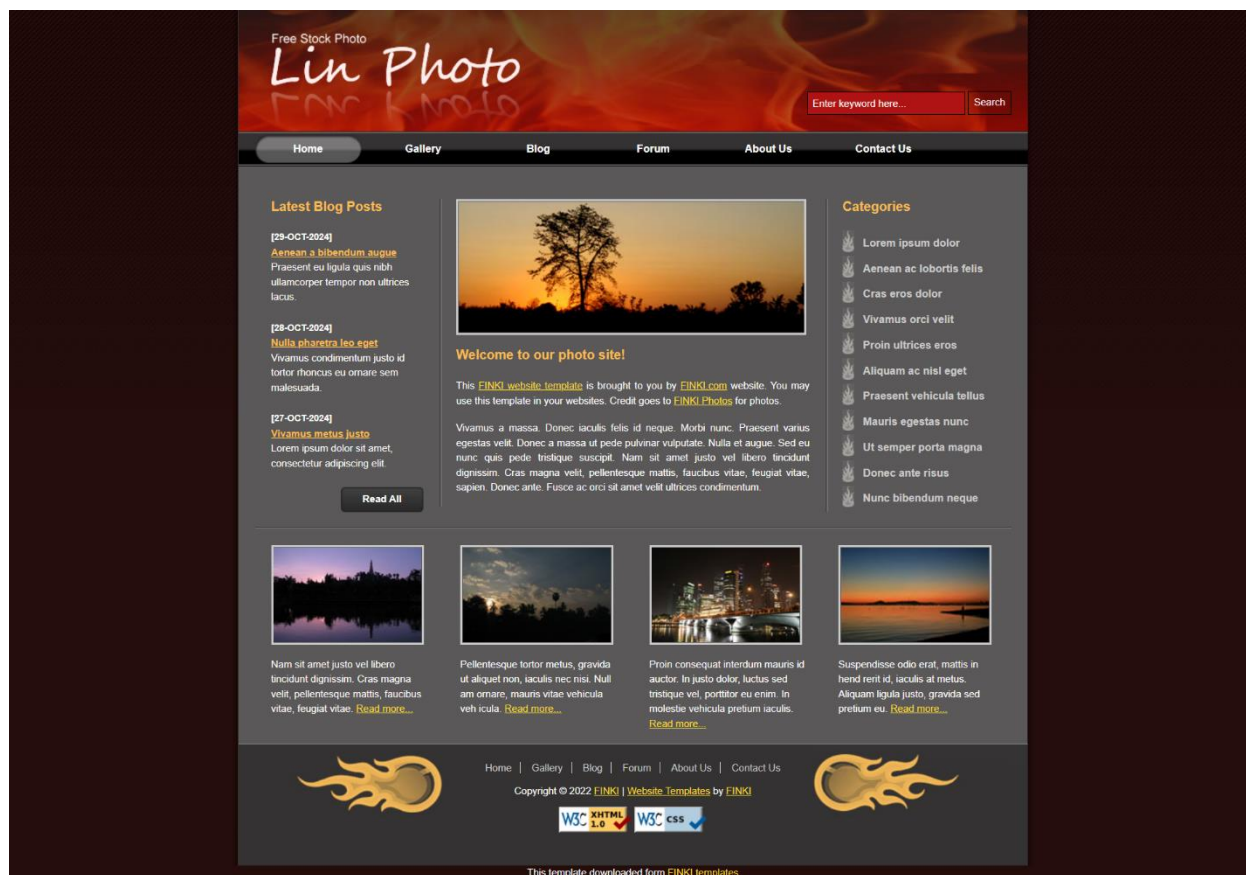 Free Stock Photo
Lin Photo
Enter keyword here...
Search
Home
Gallery
Blog
Forum
About Us
Contact Us
Latest Blog Posts
[29-OCT-2024]
Aenean a bibendum augue
Praesent eu ligula quis nibh
ullamcorper tempor non ultrices
lacus.
[28-OCT-2024]
Nulla pharetra leo eget
Vivamus condimentum justo id
tortor rhoncus eu ornare sem
malesuada.
[27-OCT-2024]
Vivamus metus justo
Lorem ipsum dolor sit amet,
consectetur adipiscing elit.
Read All
Welcome to our photo site!
This FINKI website template is brought to you by FINKI.com website. You may
use this template in your websites. Credit goes to FINKI Photos for photos.
Vivamus a massa. Donec iaculis felis id neque. Morbi nunc. Praesent varius
egestas velit. Donec a massa ut pede pulvinar vulputate. Nulla et augue. Sed eu
nunc quis pede tristique suscipit. Nam sit amet justo vel libero tincidunt
dignissim. Cras magna velit, pellentesque mattis, faucibus vitae, feugiat vitae,
sapien. Donec ante. Fusce ac orci sit amet velit ultrices condimentum.
Categories
Lorem ipsum dolor
Aenean ac lobortis felis
Cras eros dolor
Vivamus orci velit
Proin ultrices eros
Aliquam ac nisl eget
Praesent vehicula tellus
Mauris egestas nunc
Ut semper porta magna
Donec ante risus
Nunc bibendum neque
Nam sit amet justo vel libero
tincidunt dignissim. Cras magna
velit, pellentesque mattis, faucibus
vitae, feugiat vitae. Read more...
Pellentesque tortor metus, gravida
ut aliquet non, iaculis nec nisi. Null
am ornare, mauris vitae vehicula
veh icula. Read more...
Proin consequat interdum mauris id
auctor. In justo dolor, luctus sed
tristique vel, porttitor eu enim. In
molestie vehicula pretium iaculis.
Read more...
Suspendisse odio erat, mattis in
hend rerit id, iaculis at metus.
Aliquam ligula justo, gravida sed
pretium eu. Read more...
Home | Gallery | Blog | Forum | About Us | Contact Us
Copyright © 2022 FINKI | Website Templates by FINKI
W3C XHTML 1.0
W3C css
This template downloaded form FINKI templates